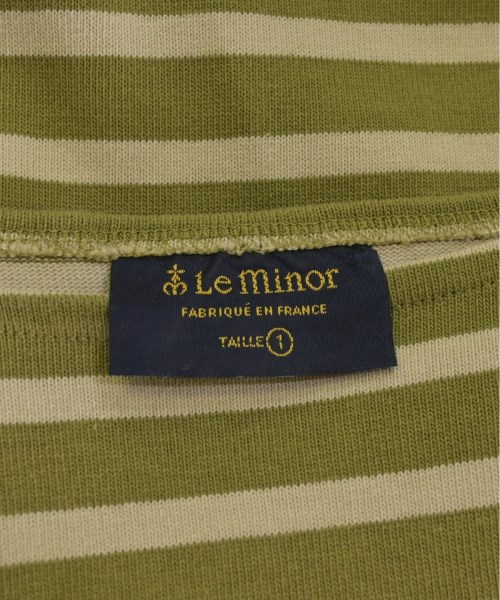 Le minor
FABRIQUÉ EN FRANCE
TAILLE 1